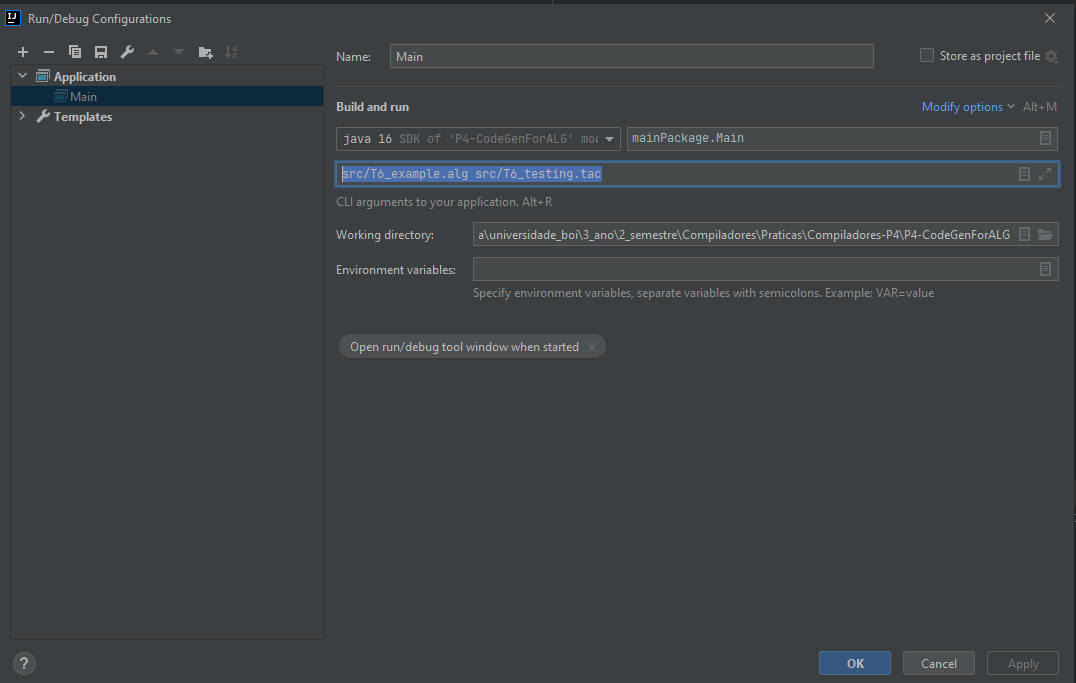 Run/Debug Configurations
Application
Main
Templates
Name:
Main
Store as project file
Build and run
Modify options
Alt+M
java 16 SDK of 'P4-CodeGenForALG' mod
mainPackage.Main
src/T6_example.alg src/T6_testing.tac
CLI arguments to your application. Alt+R
Working directory:
a\universidade_boi\3_ano\2_semestre\Compiladores\Praticas\Compiladores-P4\P4-CodeGenForALG
Environment variables:
Specify environment variables, separate variables with semicolons. Example: VAR=value
Open run/debug tool window when started
?
OK
Cancel
Apply